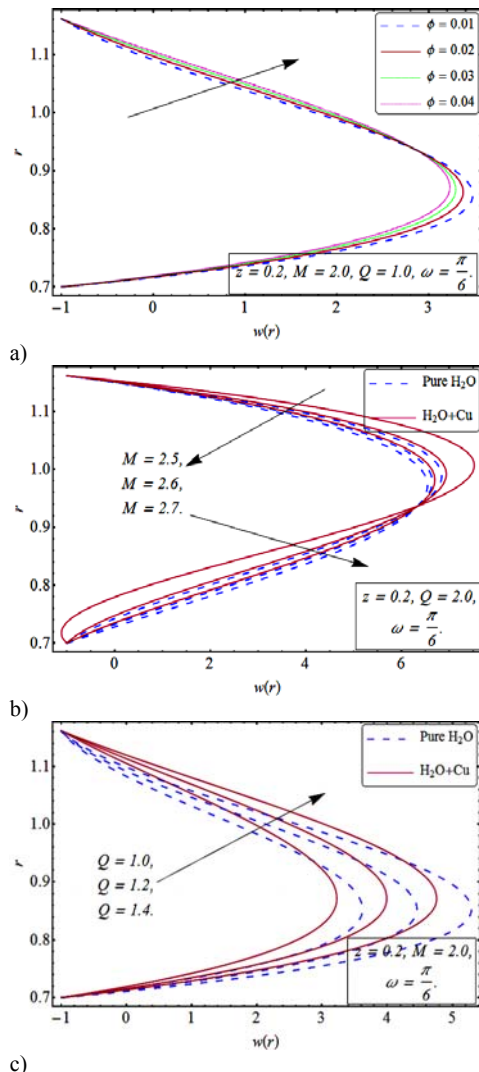 1.1
1.0
0.9
0.8
0.7
r
ϕ = 0.01
ϕ = 0.02
ϕ = 0.03
ϕ = 0.04
z = 0.2, M = 2.0, Q = 1.0, ω = π/6.
-1 0 1 2 3
w(r)
a)
1.1
1.0
0.9
0.8
0.7
r
Pure H₂O
H₂O+Cu
M = 2.5,
M = 2.6,
M = 2.7.
z = 0.2, Q = 2.0,
ω = π/6.
0 2 4 6
w(r)
b)
1.1
1.0
0.9
0.8
0.7
r
Pure H₂O
H₂O+Cu
Q = 1.0,
Q = 1.2,
Q = 1.4.
z = 0.2, M = 2.0,
ω = π/6.
-1 0 1 2 3 4 5
w(r)
c)